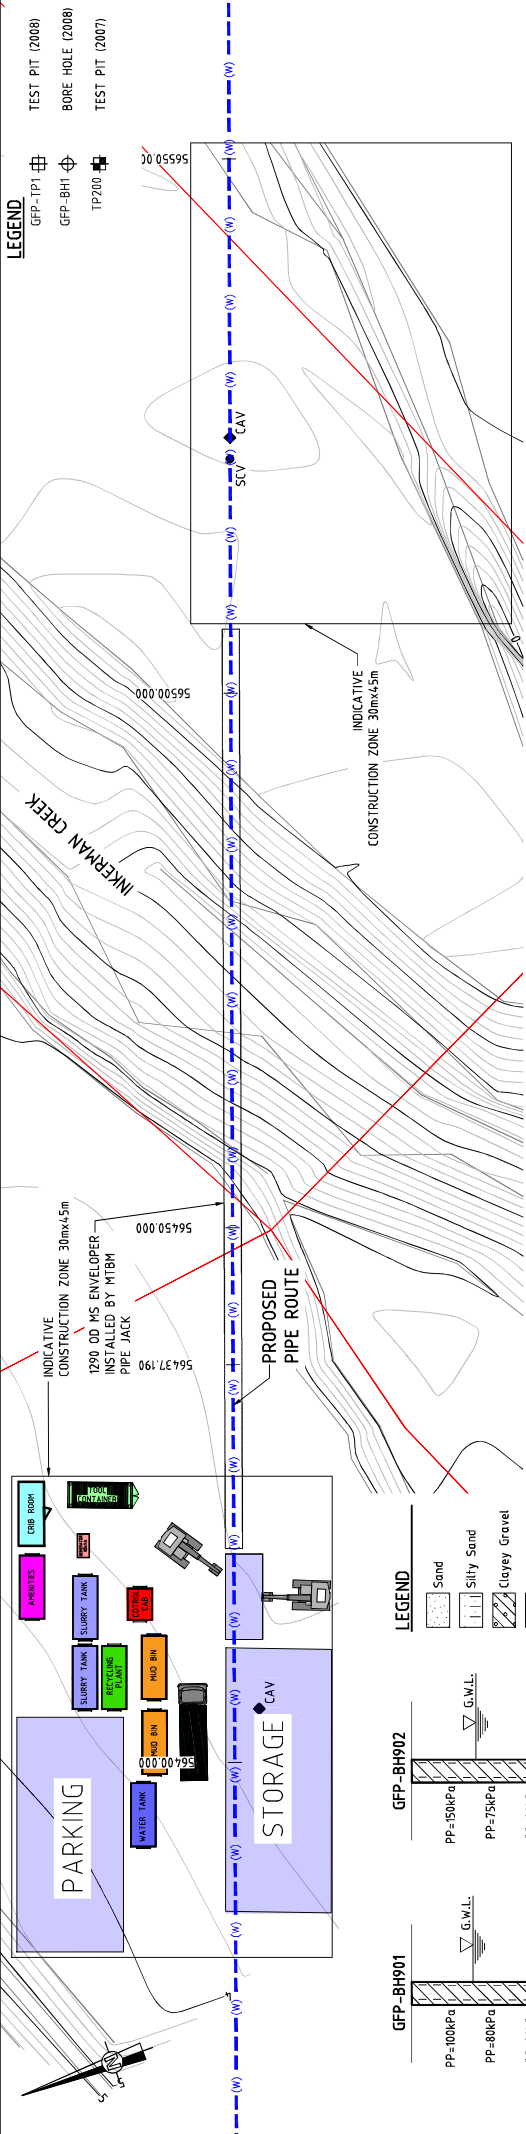 LEGEND
GFP-TP1 TEST PIT (2008)
GFP-BH1 BORE HOLE (2008)
TP200 TEST PIT (2007)
56550.00
(W)
(W)
(W)
(W)
(W)
CAV
SCV
(W)
(W)
(W)
INDICATIVE
CONSTRUCTION ZONE 30mx45m
56500.000
(W)
INKERMAN CREEK
(W)
(W)
(W)
(W)
(W)
(W)
INDICATIVE
CONSTRUCTION ZONE 30mx45m
1290 OD MS ENVELOPER
INSTALLED BY MTBM
PIPE JACK
56450.000
(W)
PROPOSED
PIPE ROUTE
(W)
56437.190
(W)
(W)
CRIB ROOM
TOOL
CONTAINER
AMENITIES
SLURRY TANK
COTROL
CAB
(W)
(W)
SLURRY TANK
RECYCLING
PLANT
MUD BIN
MUD BIN
(W)
CAV
56400.000
(W)
WATER TANK
PARKING
STORAGE
(W)
(W)
(W)
(W)
N
5
LEGEND
Sand
Silty Sand
Clayey Gravel
GFP-BH902
G.W.L.
PP=150kPa
PP=75kPa
GFP-BH901
G.W.L.
PP=100kPa
PP=80kPa